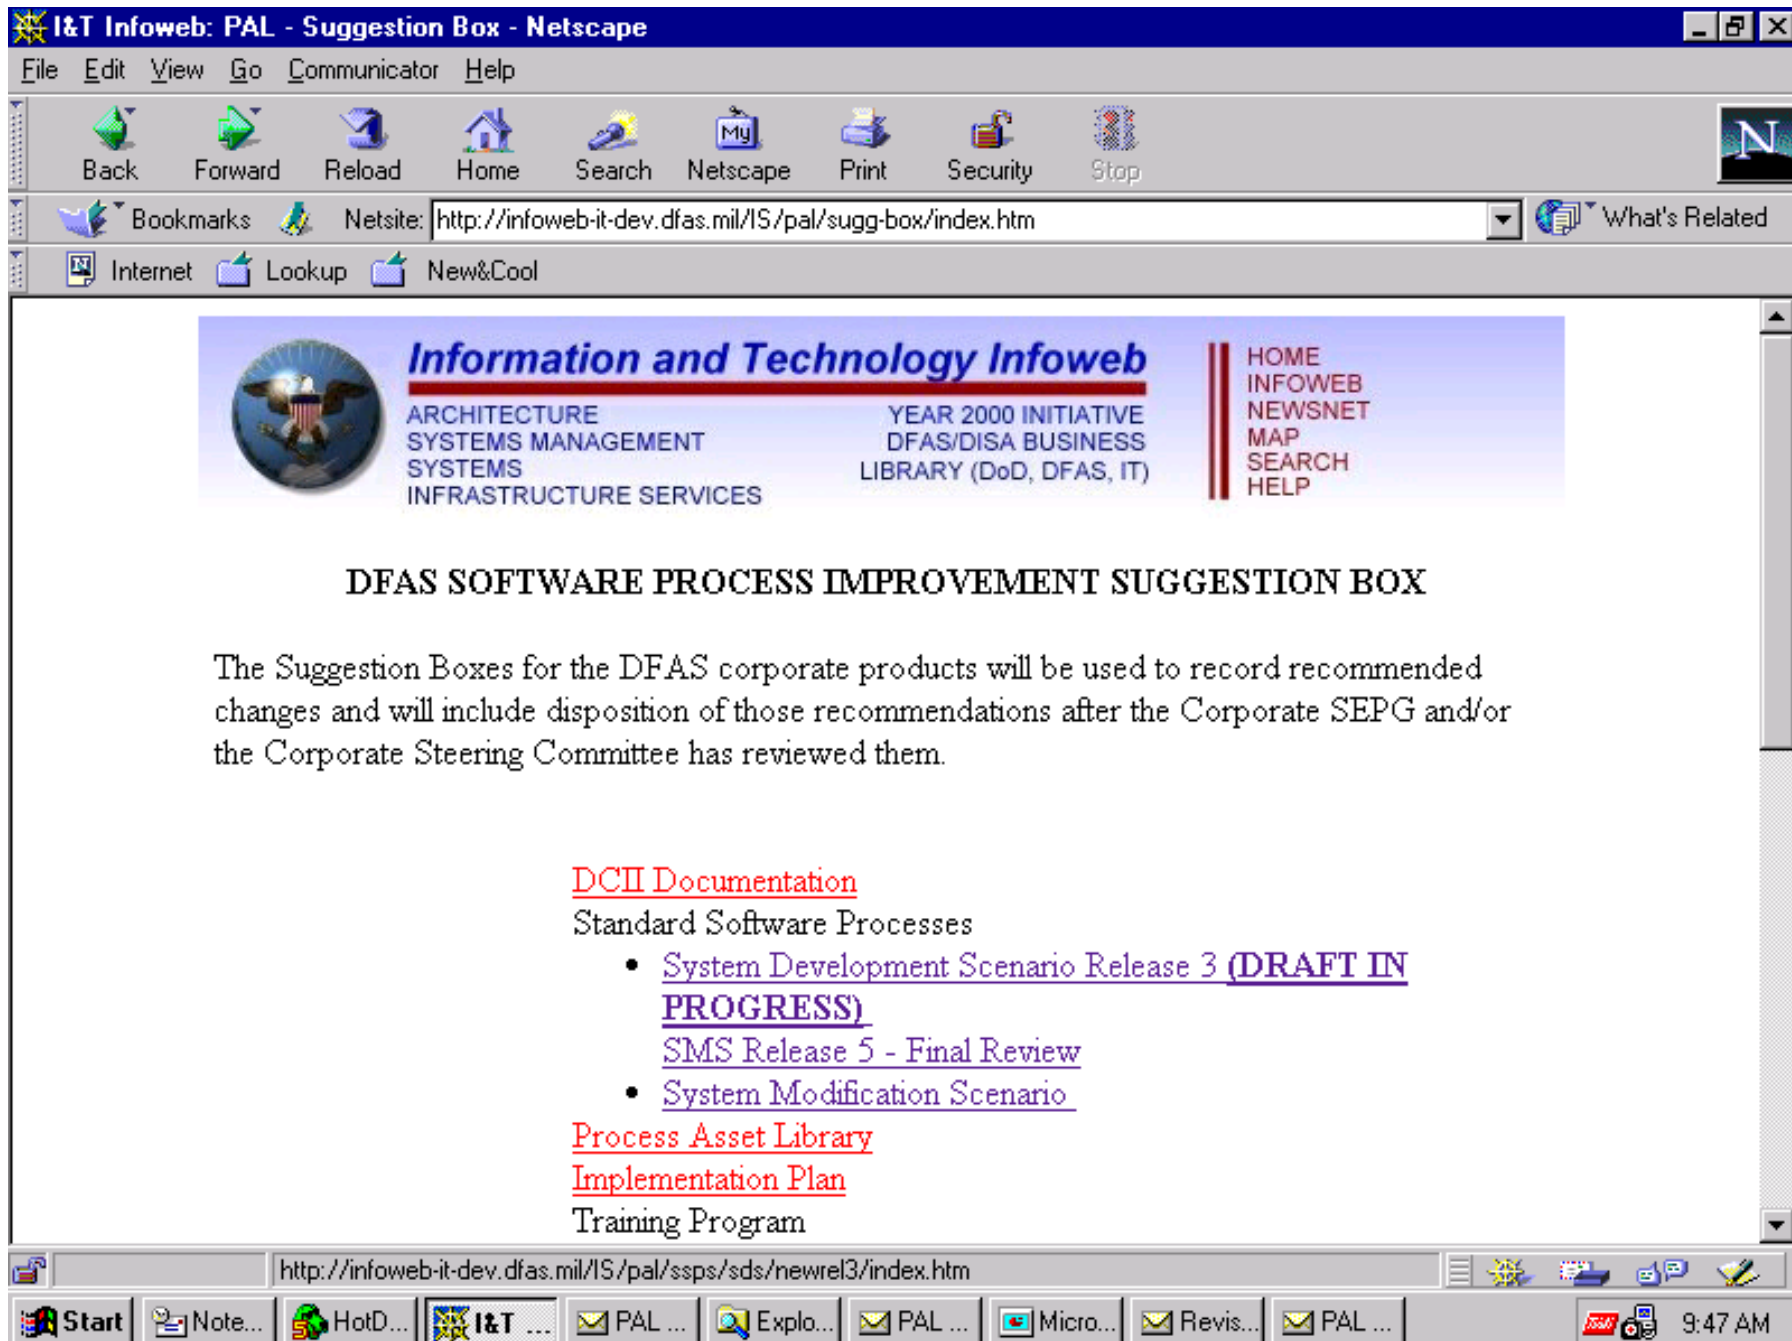 I&T Infoweb: PAL - Suggestion Box - Netscape
File Edit View Go Communicator Help
My
N
Back Forward Reload Home Search Netscape Print Security Stop
Bookmarks Netsite: http://infoweb-it-dev.dfas.mil/IS/pal/sugg-box/index.htm What's Related
Internet Lookup New&Cool
Information and Technology Infoweb
ARCHITECTURE
SYSTEMS MANAGEMENT
SYSTEMS
INFRASTRUCTURE SERVICES
YEAR 2000 INITIATIVE
DFAS/DISA BUSINESS
LIBRARY (DoD, DFAS, IT)
HOME
INFOWEB
NEWSNET
MAP
SEARCH
HELP
DFAS SOFTWARE PROCESS IMPROVEMENT SUGGESTION BOX
The Suggestion Boxes for the DFAS corporate products will be used to record recommended
changes and will include disposition of those recommendations after the Corporate SEPG and/or
the Corporate Steering Committee has reviewed them.
DCII Documentation
Standard Software Processes
• System Development Scenario Release 3 (DRAFT IN
PROGRESS)
SMS Release 5 - Final Review
• System Modification Scenario
Process Asset Library
Implementation Plan
Training Program
http://infoweb-it-dev.dfas.mil/IS/pal/ssps/sds/newrel3/index.htm
Start Note... HotD... I&T ... PAL ... Explo... PAL ... Micro... Revis... PAL ... 9:47 AM